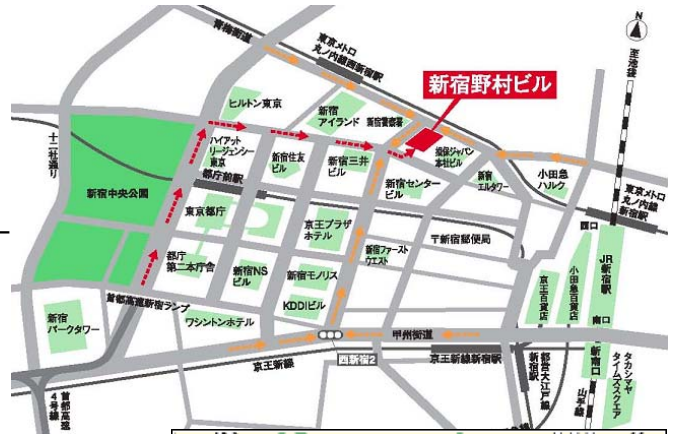 青梅街道
東京メトロ
丸ノ内線西新宿駅
N
至池袋
新宿野村ビル
ヒルトン東京
新宿
アイランド
新宿警察署
損保ジャパン
本社ビル
十二社通り
ハイアット
リージェンシー
東京
新宿住友
ビル
新宿三井
ビル
新宿センター
ビル
新宿
エルタワー
小田急
ハルク
東京メトロ
丸ノ内線
新宿駅
新宿中央公園
都庁前駅
西口
東京都庁
京王プラザ
ホテル
都庁
第二本庁舎
新宿NS
ビル
新宿モノリス
新宿ファースト
ウエスト
〒新宿郵便局
JR新宿駅
京王百貨店
小田急百貨店
首都高速新宿ランプ
KDDIビル
南口
新宿
パークタワー
ワシントンホテル
甲州街道
新南口
京王新線
西新宿2
京王新線新宿駅
都営大江戸線
新宿駅
タカシマヤ
タイムズスクエア
山手線
首都高速
4号線